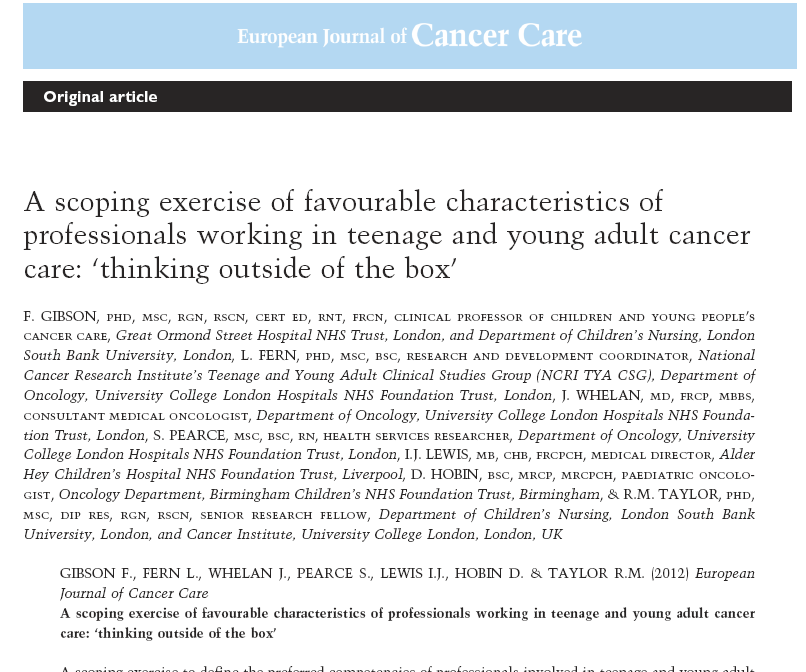 European Journal of Cancer Care
Original article
A scoping exercise of favourable characteristics of
professionals working in teenage and young adult cancer
care: ‘thinking outside of the box’
F. GIBSON, PHD, MSC, RGN, RSCN, CERT ED, RNT, FRCN, CLINICAL PROFESSOR OF CHILDREN AND YOUNG PEOPLE’S
CANCER CARE, Great Ormond Street Hospital NHS Trust, London, and Department of Children’s Nursing, London
South Bank University, London, L. FERN, PHD, MSC, BSC, RESEARCH AND DEVELOPMENT COORDINATOR, National
Cancer Research Institute’s Teenage and Young Adult Clinical Studies Group (NCRI TYA CSG), Department of
Oncology, University College London Hospitals NHS Foundation Trust, London, J. WHELAN, MD, FRCP, MBBS,
CONSULTANT MEDICAL ONCOLOGIST, Department of Oncology, University College London Hospitals NHS Founda-
tion Trust, London, S. PEARCE, MSC, BSC, RN, HEALTH SERVICES RESEARCHER, Department of Oncology, University
College London Hospitals NHS Foundation Trust, London, I.J. LEWIS, MB, CHB, FRCPCH, MEDICAL DIRECTOR, Alder
Hey Children’s Hospital NHS Foundation Trust, Liverpool, D. HOBIN, BSC, MRCP, MRCPCH, PAEDIATRIC ONCOLO-
GIST, Oncology Department, Birmingham Children’s NHS Foundation Trust, Birmingham, & R.M. TAYLOR, PHD,
MSC, DIP RES, RGN, RSCN, SENIOR RESEARCH FELLOW, Department of Children’s Nursing, London South Bank
University, London, and Cancer Institute, University College London, London, UK
GIBSON F., FERN L., WHELAN J., PEARCE S., LEWIS I.J., HOBIN D. & TAYLOR R.M. (2012) European
Journal of Cancer Care
A scoping exercise of favourable characteristics of professionals working in teenage and young adult cancer
care: ‘thinking outside of the box’
A scoping exercise to define the preferred competencies of professionals involved in teenage and young adult